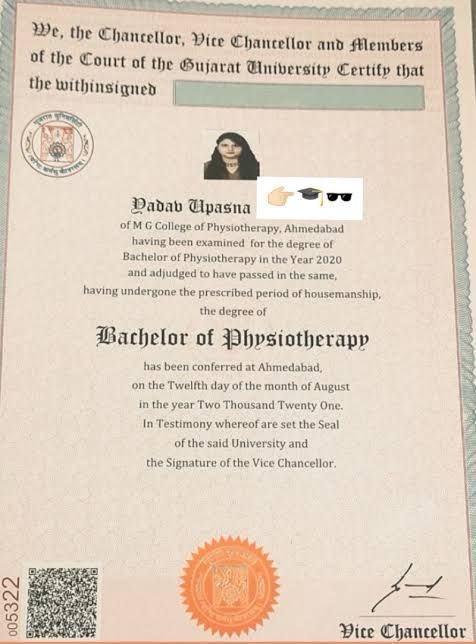 We, the Chancellor, Vice Chancellor and Members
of the Court of the Gujarat University Certify that
the withinsigned
Yadav Upasna
of M G College of Physiotherapy, Ahmedabad
having been examined for the degree of
Bachelor of Physiotherapy in the Year 2020
and adjudged to have passed in the same,
having undergone the prescribed period of housemanship,
the degree of
Bachelor of Physiotherapy
has been conferred at Ahmedabad,
on the Twelfth day of the month of August
in the year Two Thousand Twenty One.
In Testimony whereof are set the Seal
of the said University and
the Signature of the Vice Chancellor.
005322
Vice Chancellor